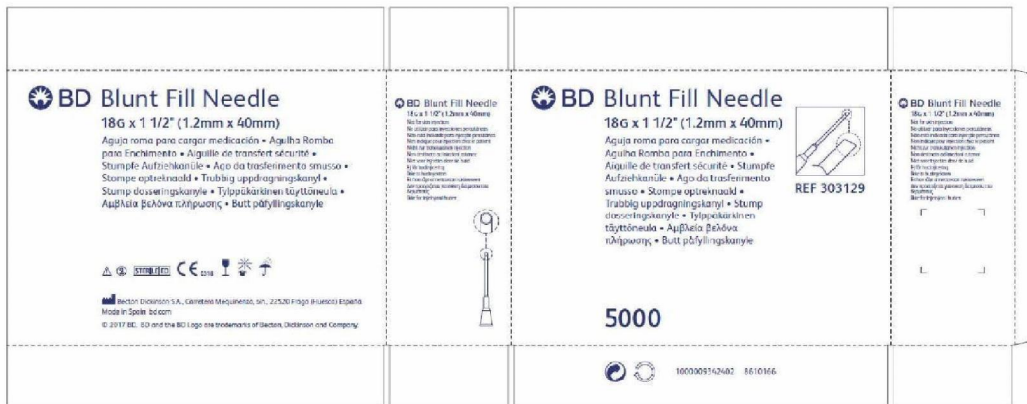 BD Blunt Fill Needle
18G x 1 1/2" (1.2mm x 40mm)
Aguja roma para cargar medicación • Agulha Romba
para Enchimento • Aiguille de transfert sécurité •
Stumpfe Aufziehkanüle • Ago da trasferimento smusso •
Stompe optreknaald • Trubbig uppdragningskanyl •
Stump dosseringskanyle • Tylppäkärkinen täyttöneula •
Αμβλεία βελόνα πλήρωσης • Butt påfyllingskanyle
STERILE EO
CE 0318
Becton Dickinson S.A., Carretera Mequinenza, s/n., 22520 Fraga (Huesca) España
Made in Spain bd.com
© 2017 BD. BD and the BD Logo are trademarks of Becton, Dickinson and Company.
BD Blunt Fill Needle
18G x 1 1/2" (1.2mm x 40mm)
BD Blunt Fill Needle
18G x 1 1/2" (1.2mm x 40mm)
Aguja roma para cargar medicación •
Agulha Romba para Enchimento •
Aiguille de transfert sécurité • Stumpfe
Aufziehkanüle • Ago da trasferimento
smusso • Stompe optreknaald •
Trubbig uppdragningskanyl • Stump
dosseringskanyle • Tylppäkärkinen
täyttöneula • Αμβλεία βελόνα
πλήρωσης • Butt påfyllingskanyle
REF 303129
5000
1000009342402 8610166
BD Blunt Fill Needle
18G x 1 1/2" (1.2mm x 40mm)